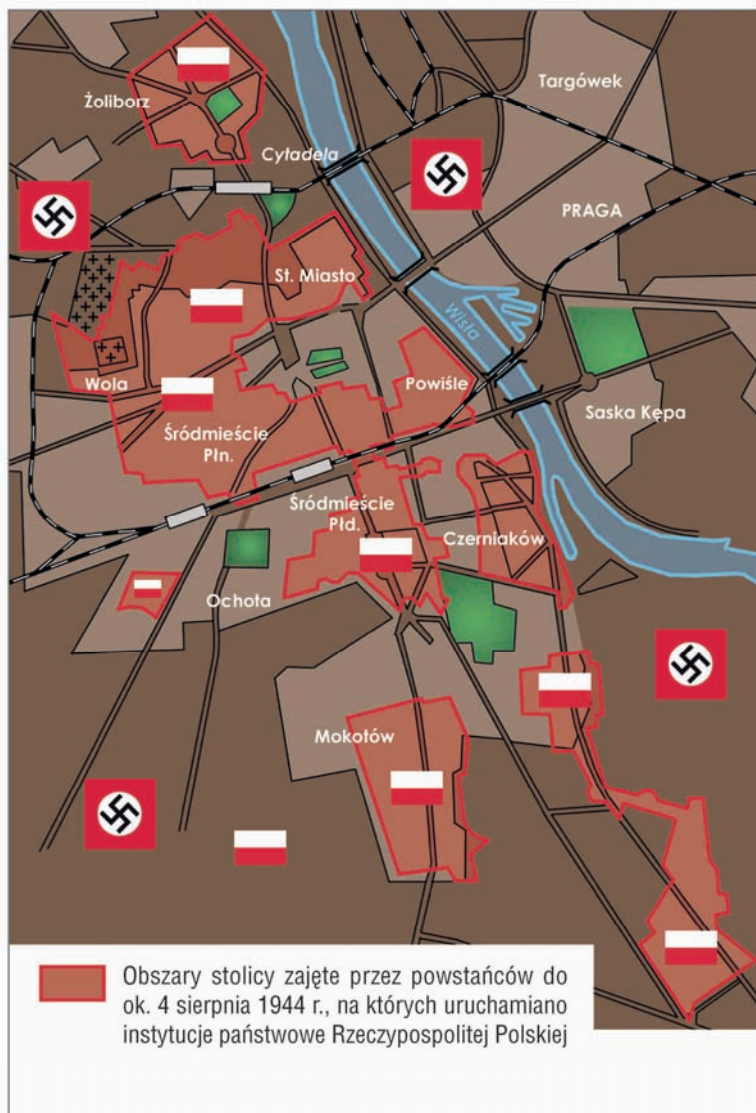 Targówek
Żoliborz
Cytadela
PRAGA
St. Miasto
Wisła
Wola
Powiśle
Saska Kępa
Śródmieście
Płn.
Śródmieście
Płd.
Czerniaków
Ochota
Mokotów
Obszary stolicy zajęte przez powstańców do
ok. 4 sierpnia 1944 r., na których uruchamiano
instytucje państwowe Rzeczypospolitej Polskiej